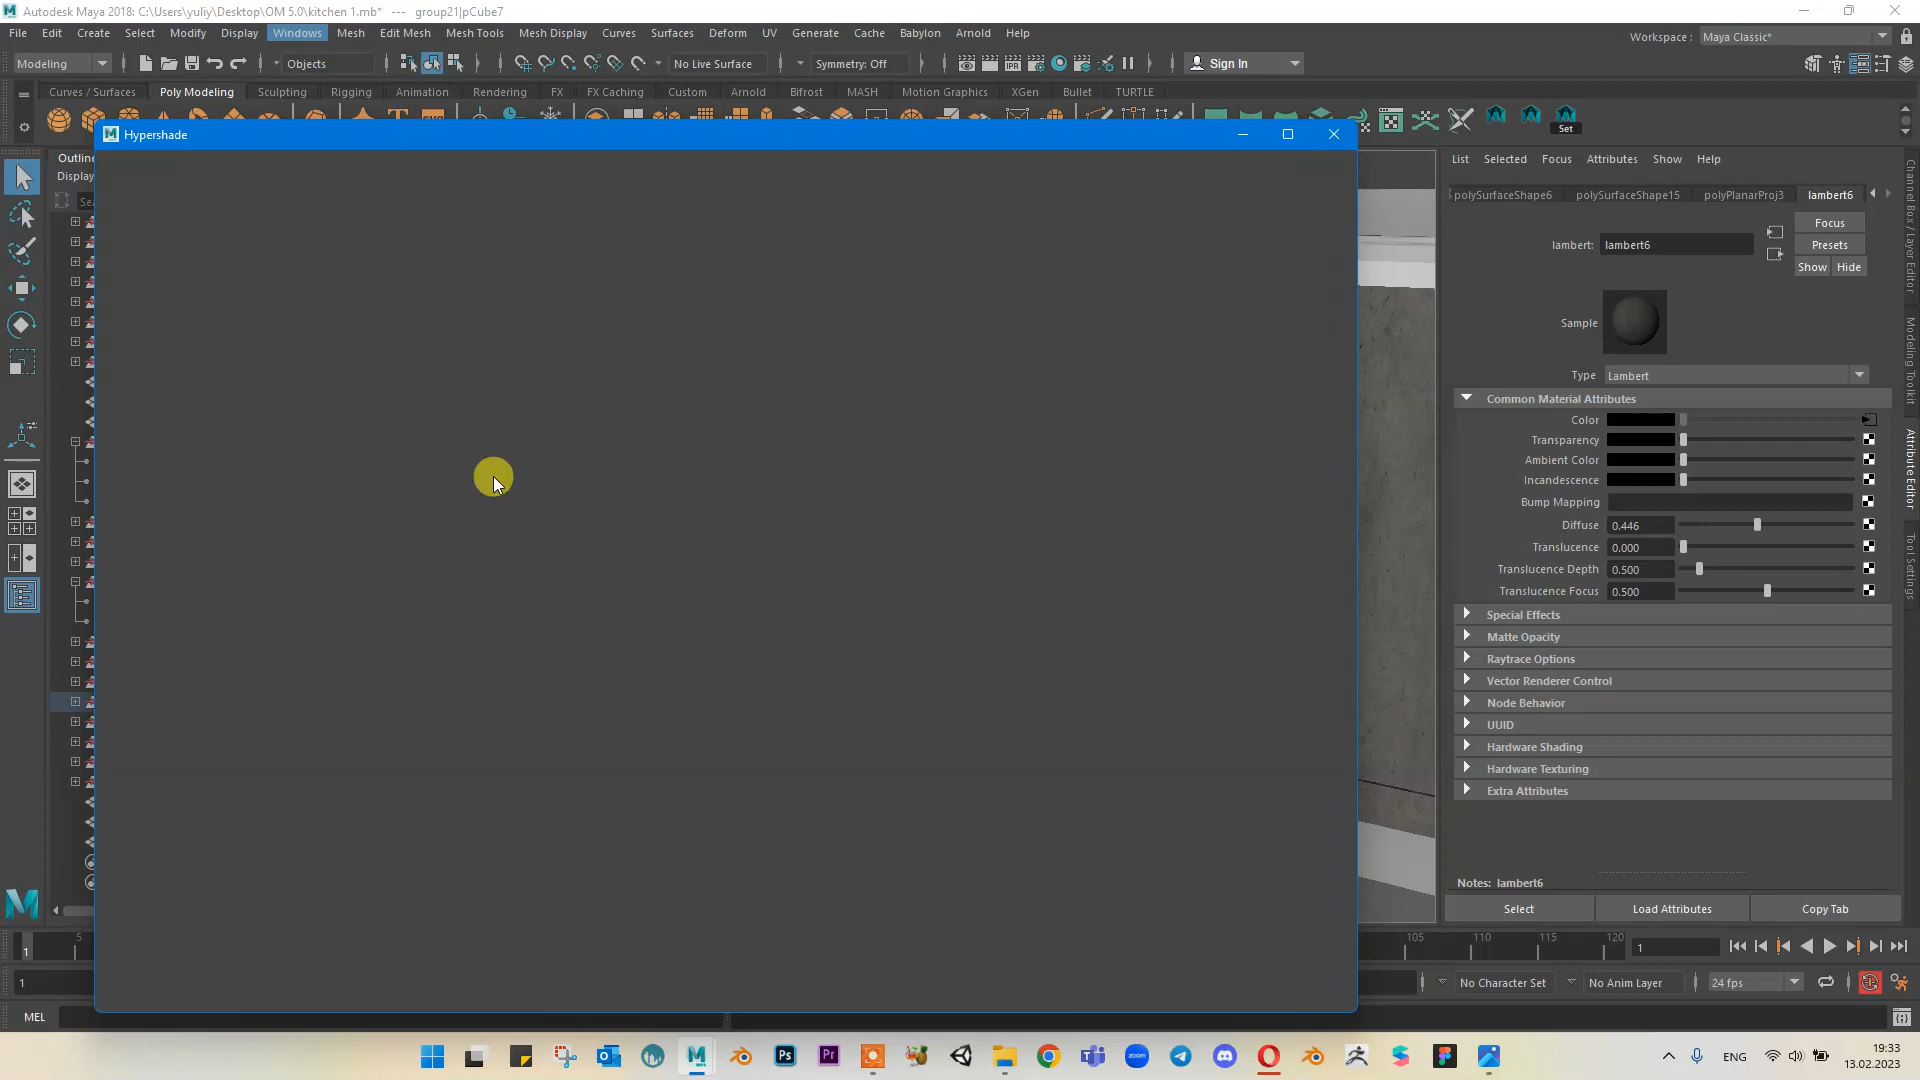 Autodesk Maya 2018: C:\Users\yuliy\Desktop\OM 5.0\kitchen 1.mb* --- group21|pCube7
File Edit Create Select Modify Display Windows Mesh Edit Mesh Mesh Tools Mesh Display Curves Surfaces Deform UV Generate Cache Babylon Arnold Help
Workspace : Maya Classic*
Modeling Objects No Live Surface Symmetry: Off Sign In
Curves / Surfaces Poly Modeling Sculpting Rigging Animation Rendering FX FX Caching Custom Arnold Bifrost MASH Motion Graphics XGen Bullet TURTLE
IPR
Set
Hypershade
Outline
Display
Sea
List Selected Focus Attributes Show Help
polySurfaceShape6 polySurfaceShape15 polyPlanarProj3 lambert6
lambert: lambert6
Focus
Presets
Show Hide
Sample
Type Lambert
Common Material Attributes
Color
Transparency
Ambient Color
Incandescence
Bump Mapping
Diffuse 0.446
Translucence 0.000
Translucence Depth 0.500
Translucence Focus 0.500
Special Effects
Matte Opacity
Raytrace Options
Vector Renderer Control
Node Behavior
UUID
Hardware Shading
Hardware Texturing
Extra Attributes
Notes: lambert6
Select Load Attributes Copy Tab
Channel Box / Layer Editor
Modeling Toolkit
Attribute Editor
Tool Settings
1 5 105 110 115 120 1
1 No Character Set No Anim Layer 24 fps
MEL
Ps Pr zoom
ENG 19:33
13.02.2023